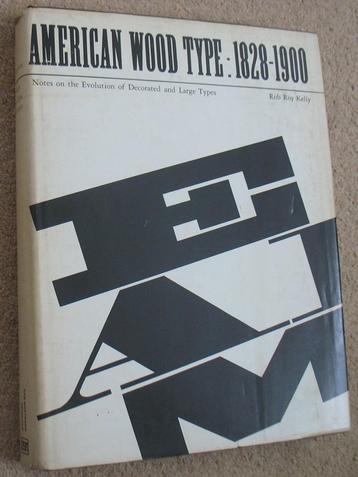 AMERICAN WOOD TYPE: 1828-1900
Notes on the Evolution of Decorated and Large Types Rob Roy Kelly
E
A
M